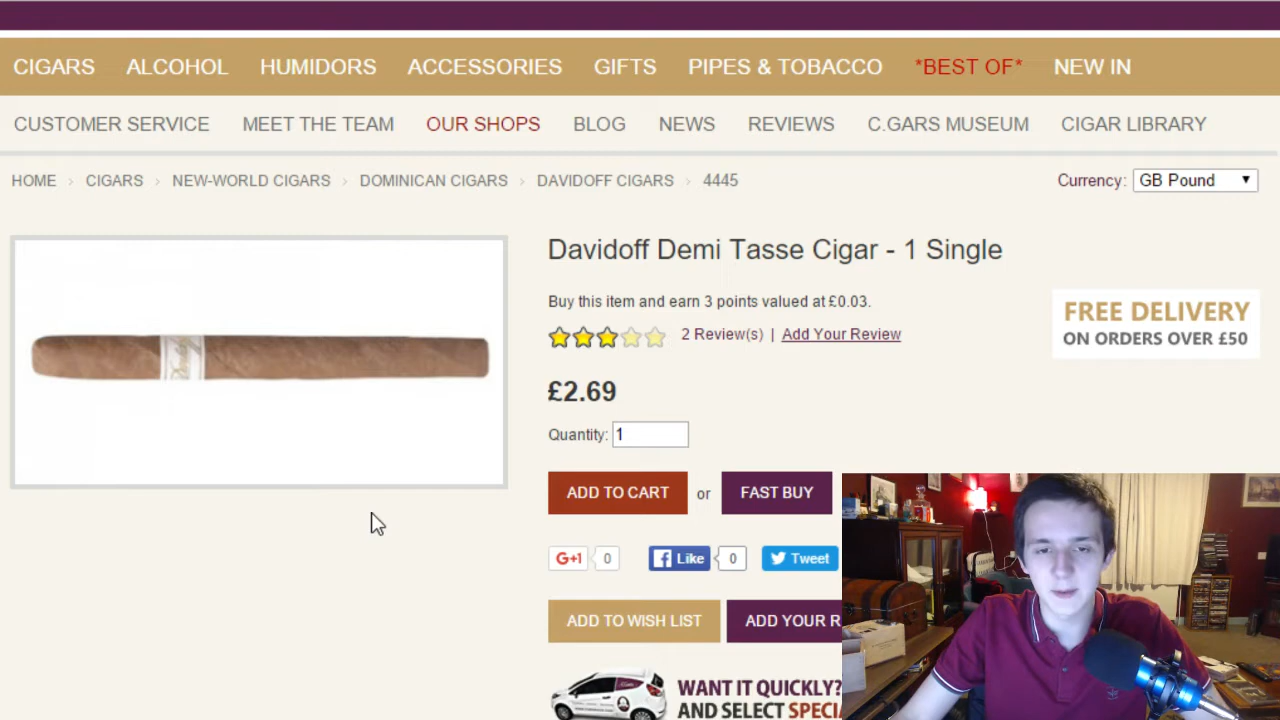 CIGARS ALCOHOL HUMIDORS ACCESSORIES GIFTS PIPES & TOBACCO *BEST OF* NEW IN
CUSTOMER SERVICE MEET THE TEAM OUR SHOPS BLOG NEWS REVIEWS C.GARS MUSEUM CIGAR LIBRARY
HOME › CIGARS › NEW-WORLD CIGARS › DOMINICAN CIGARS › DAVIDOFF CIGARS › 4445
Currency: GB Pound
Davidoff Demi Tasse Cigar - 1 Single
Buy this item and earn 3 points valued at £0.03.
2 Review(s) | Add Your Review
FREE DELIVERY
ON ORDERS OVER £50
£2.69
Quantity: 1
ADD TO CART or FAST BUY
G+1 0 Like 0 Tweet
ADD TO WISH LIST ADD YOUR R
WANT IT QUICKLY?
AND SELECT SPECI